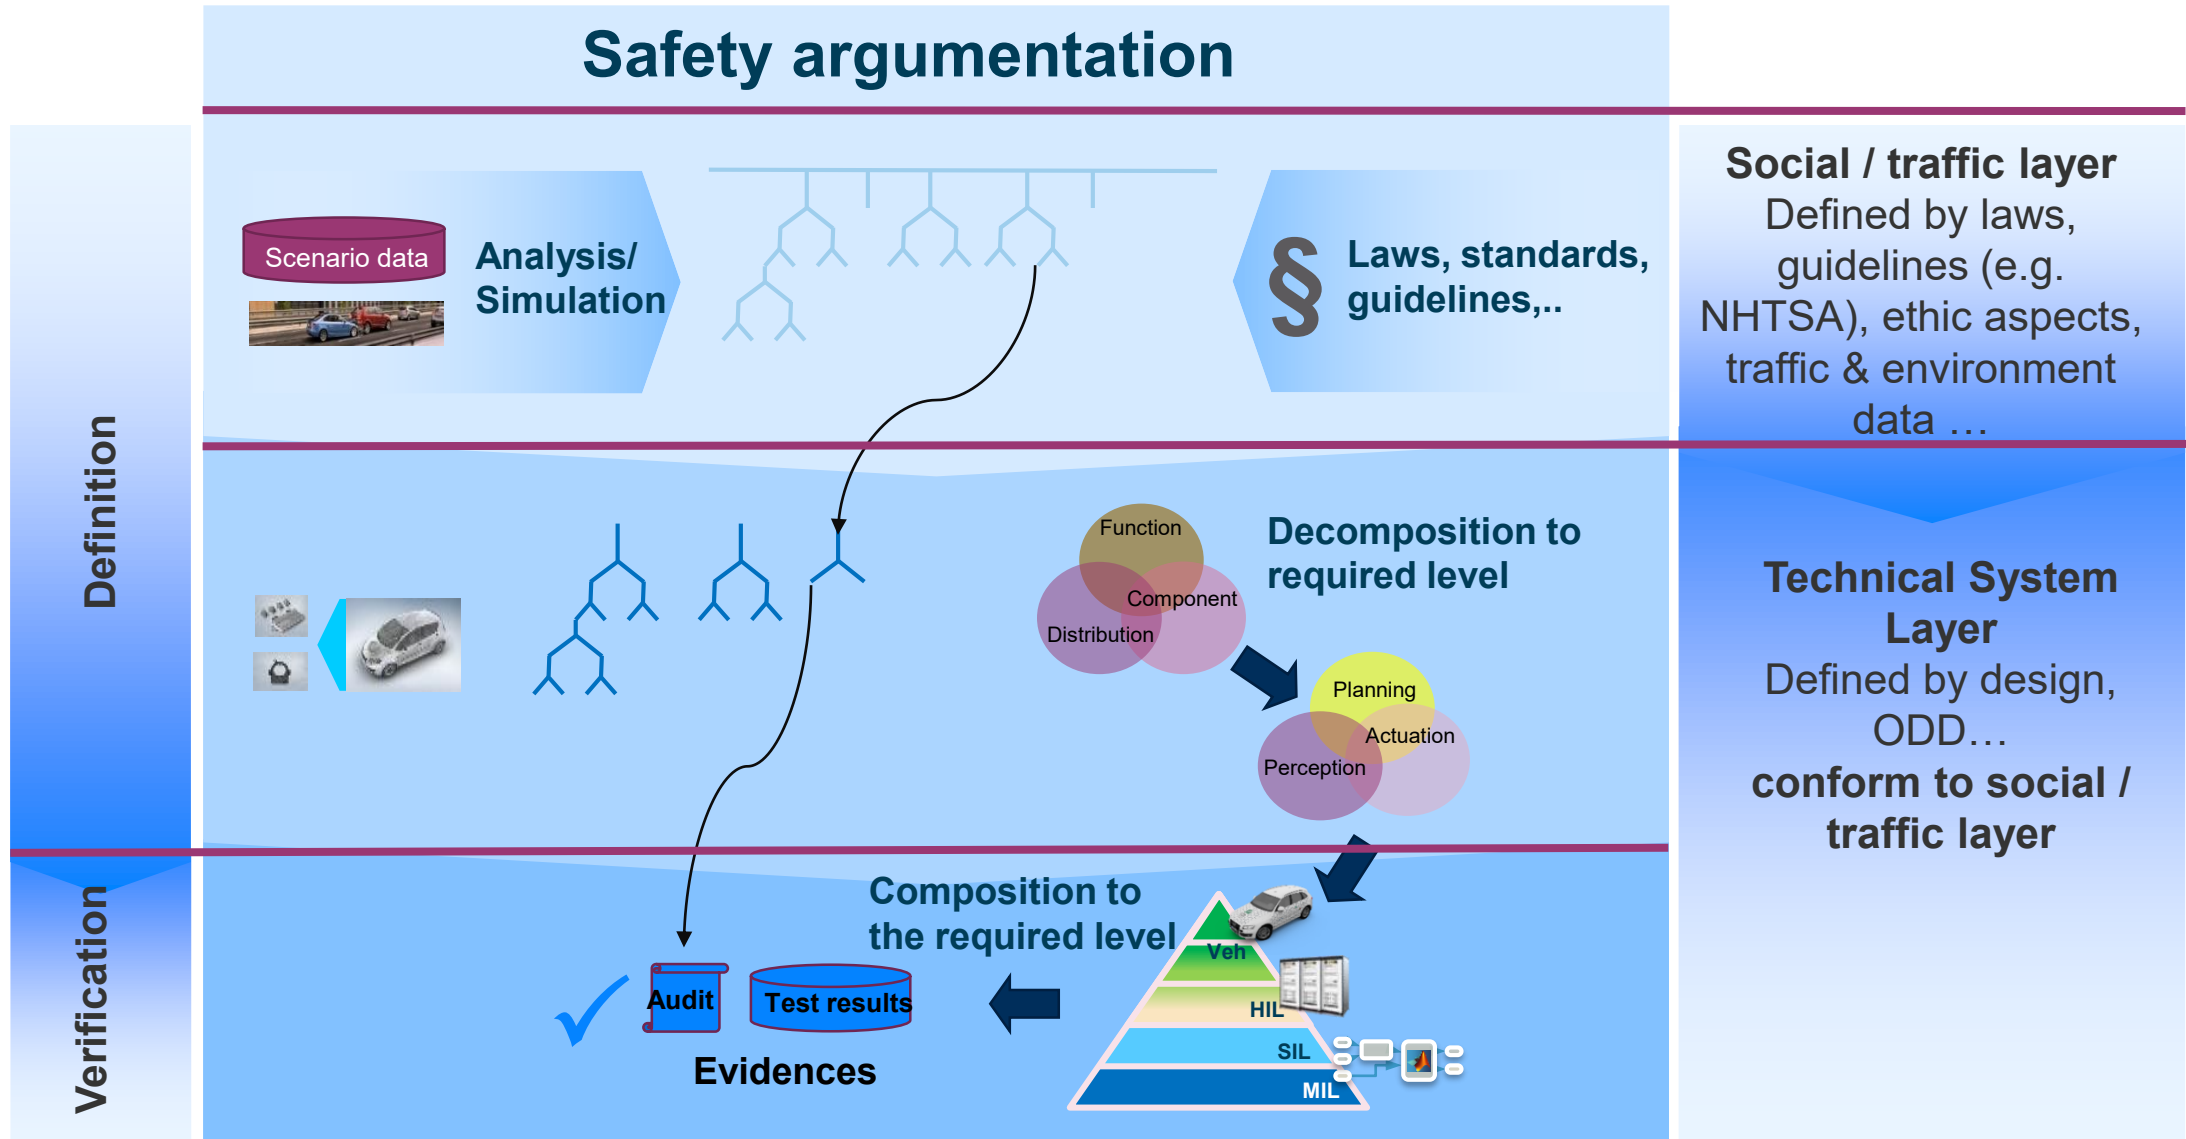 Safety argumentation
Definition
Verification
Scenario data
Analysis/
Simulation
§
Laws, standards,
guidelines,..
Social / traffic layer
Defined by laws,
guidelines (e.g.
NHTSA), ethic aspects,
traffic & environment
data …
Function
Component
Distribution
Decomposition to
required level
Planning
Actuation
Perception
Technical System
Layer
Defined by design,
ODD…
conform to social /
traffic layer
Composition to
the required level
Audit
Test results
Evidences
Veh
HIL
SIL
MIL